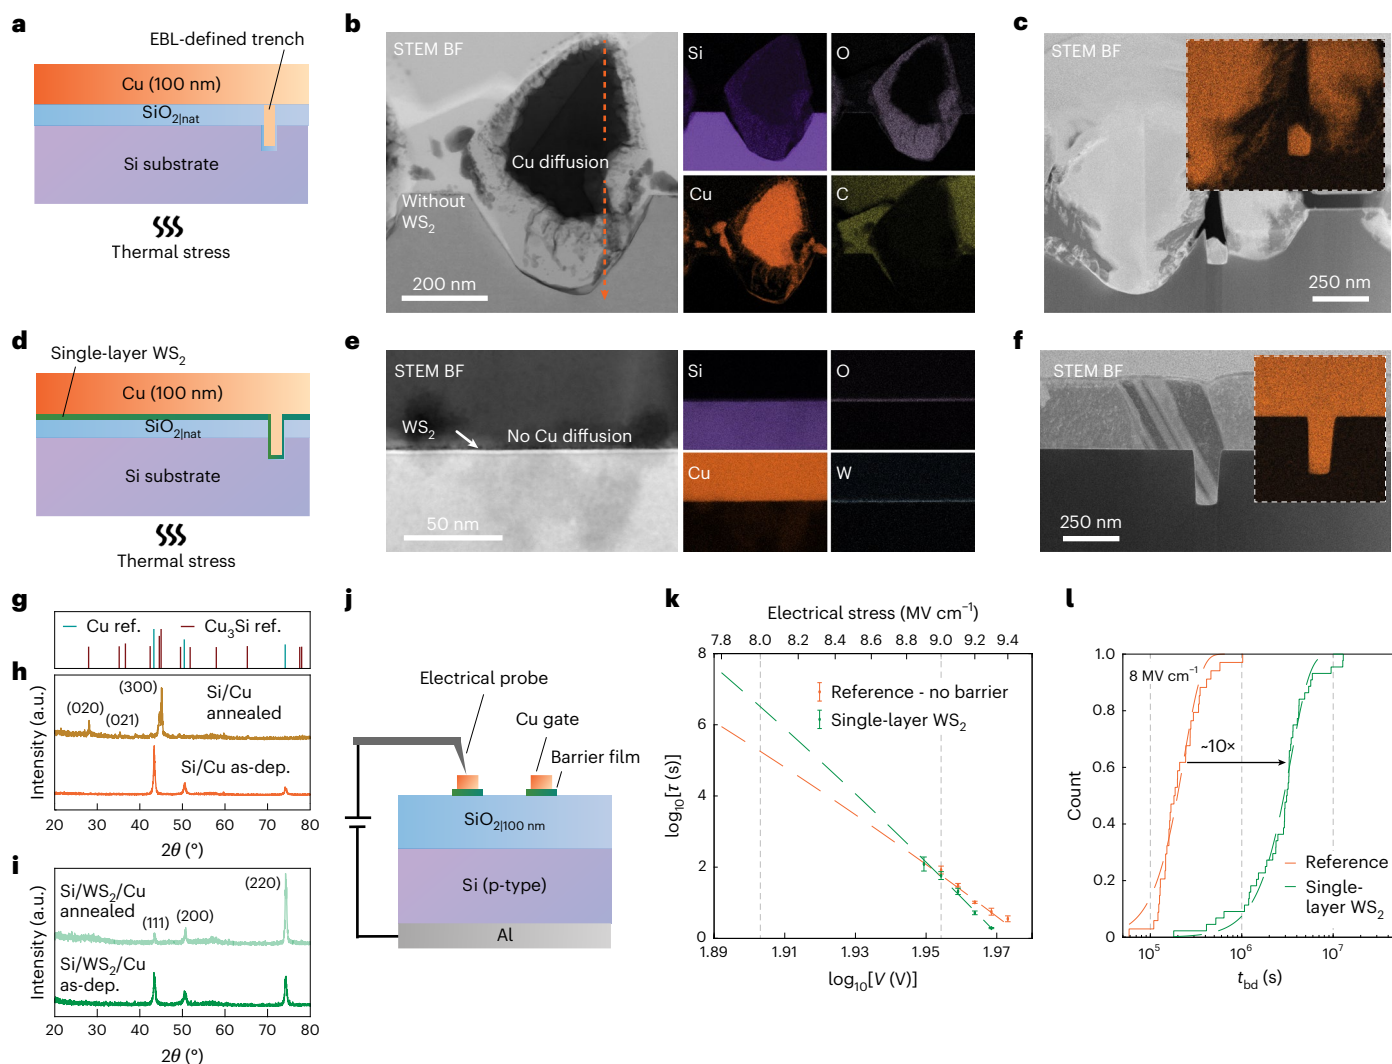 a
EBL-defined trench
Cu (100 nm)
SiO2|nat
Si substrate
Thermal stress
b
STEM BF
Cu diffusion
Without
WS2
200 nm
Si
O
Cu
C
c
STEM BF
250 nm
d
Single-layer WS2
Cu (100 nm)
SiO2|nat
Si substrate
Thermal stress
e
STEM BF
WS2
No Cu diffusion
50 nm
Si
O
Cu
W
f
STEM BF
250 nm
g
Cu ref.
Cu3Si ref.
h
Intensity (a.u.)
(020)
(021)
(300)
Si/Cu
annealed
Si/Cu as-dep.
20 30 40 50 60 70 80
2θ (°)
i
Intensity (a.u.)
Si/WS2/Cu
annealed
(111)
(200)
(220)
Si/WS2/Cu
as-dep.
20 30 40 50 60 70 80
2θ (°)
j
Electrical probe
Cu gate
Barrier film
SiO2|100 nm
Si (p-type)
Al
k
Electrical stress (MV cm−1)
7.8 8.0 8.2 8.4 8.6 8.8 9.0 9.2 9.4
Reference - no barrier
Single-layer WS2
log10[τ (s)]
8
6
4
2
0
1.89 1.91 1.93 1.95 1.97
log10[V (V)]
l
8 MV cm−1
~10×
Reference
Single-
layer WS2
Count
1.0
0.8
0.6
0.4
0.2
0
10^5 10^6 10^7
tbd (s)